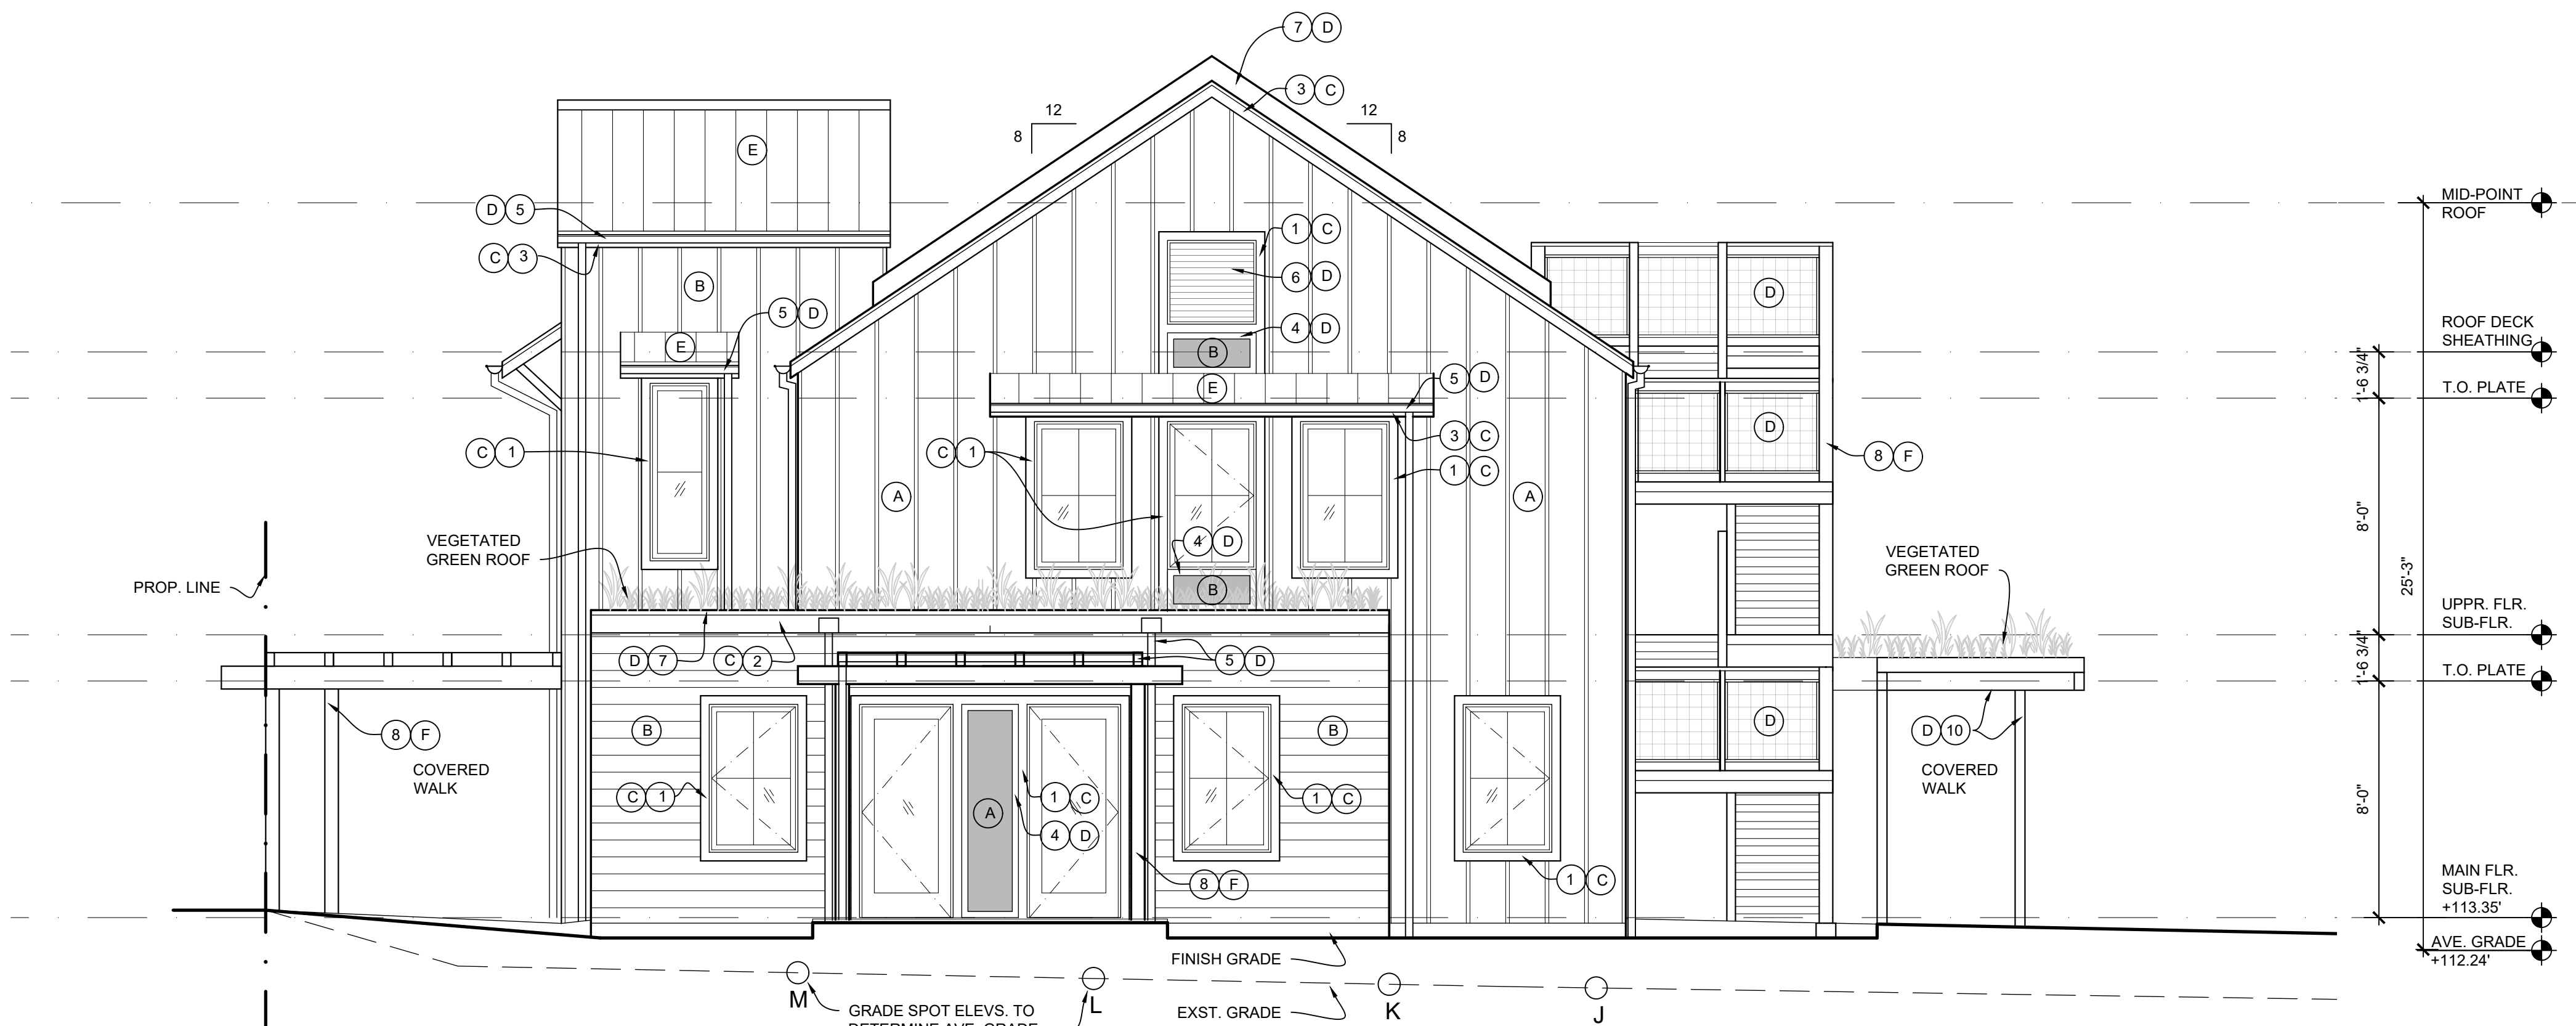 7 D
3 C
12
8
12
8
E
D 5
C 3
B
5 D
E
1 C
6 D
4 D
B
E
5 D
3 C
1 C
C 1
C 1
A
A
4 D
B
D
D
8 F
D
VEGETATED
GREEN ROOF
PROP. LINE
VEGETATED
GREEN ROOF
D 7
C 2
5 D
8 F
COVERED
WALK
B
B
C 1
A
1 C
4 D
1 C
8 F
1 C
D 10
COVERED
WALK
FINISH GRADE
M
L
K
J
GRADE SPOT ELEVS. TO
DETERMINE AVE. GRADE
EXST. GRADE
MID-POINT
ROOF
ROOF DECK
SHEATHING
1'-6 3/4"
T.O. PLATE
8'-0"
25'-3"
UPPR. FLR.
SUB-FLR.
1'-6 3/4"
T.O. PLATE
8'-0"
MAIN FLR.
SUB-FLR.
+113.35'
AVE. GRADE
+112.24'